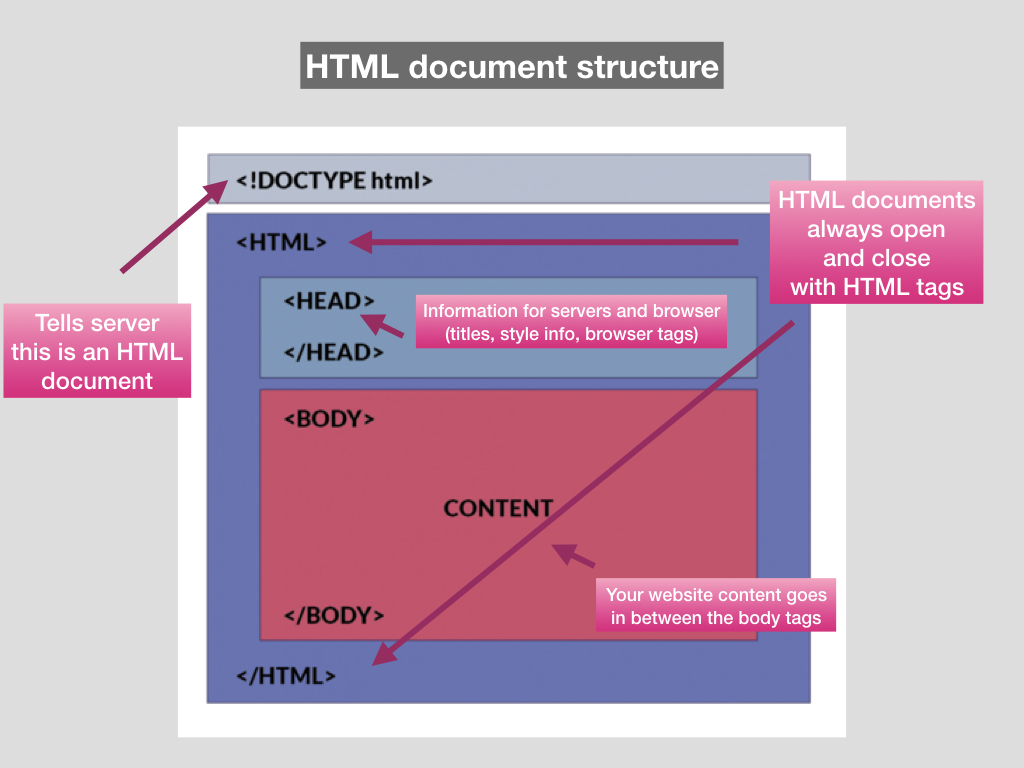 HTML document structure
<!DOCTYPE html>
HTML documents
always open
and close
with HTML tags
<HTML>
<HEAD>
Information for servers and browser
(titles, style info, browser tags)
Tells server
this is an HTML
document
</HEAD>
<BODY>
CONTENT
Your website content goes
in between the body tags
</BODY>
</HTML>